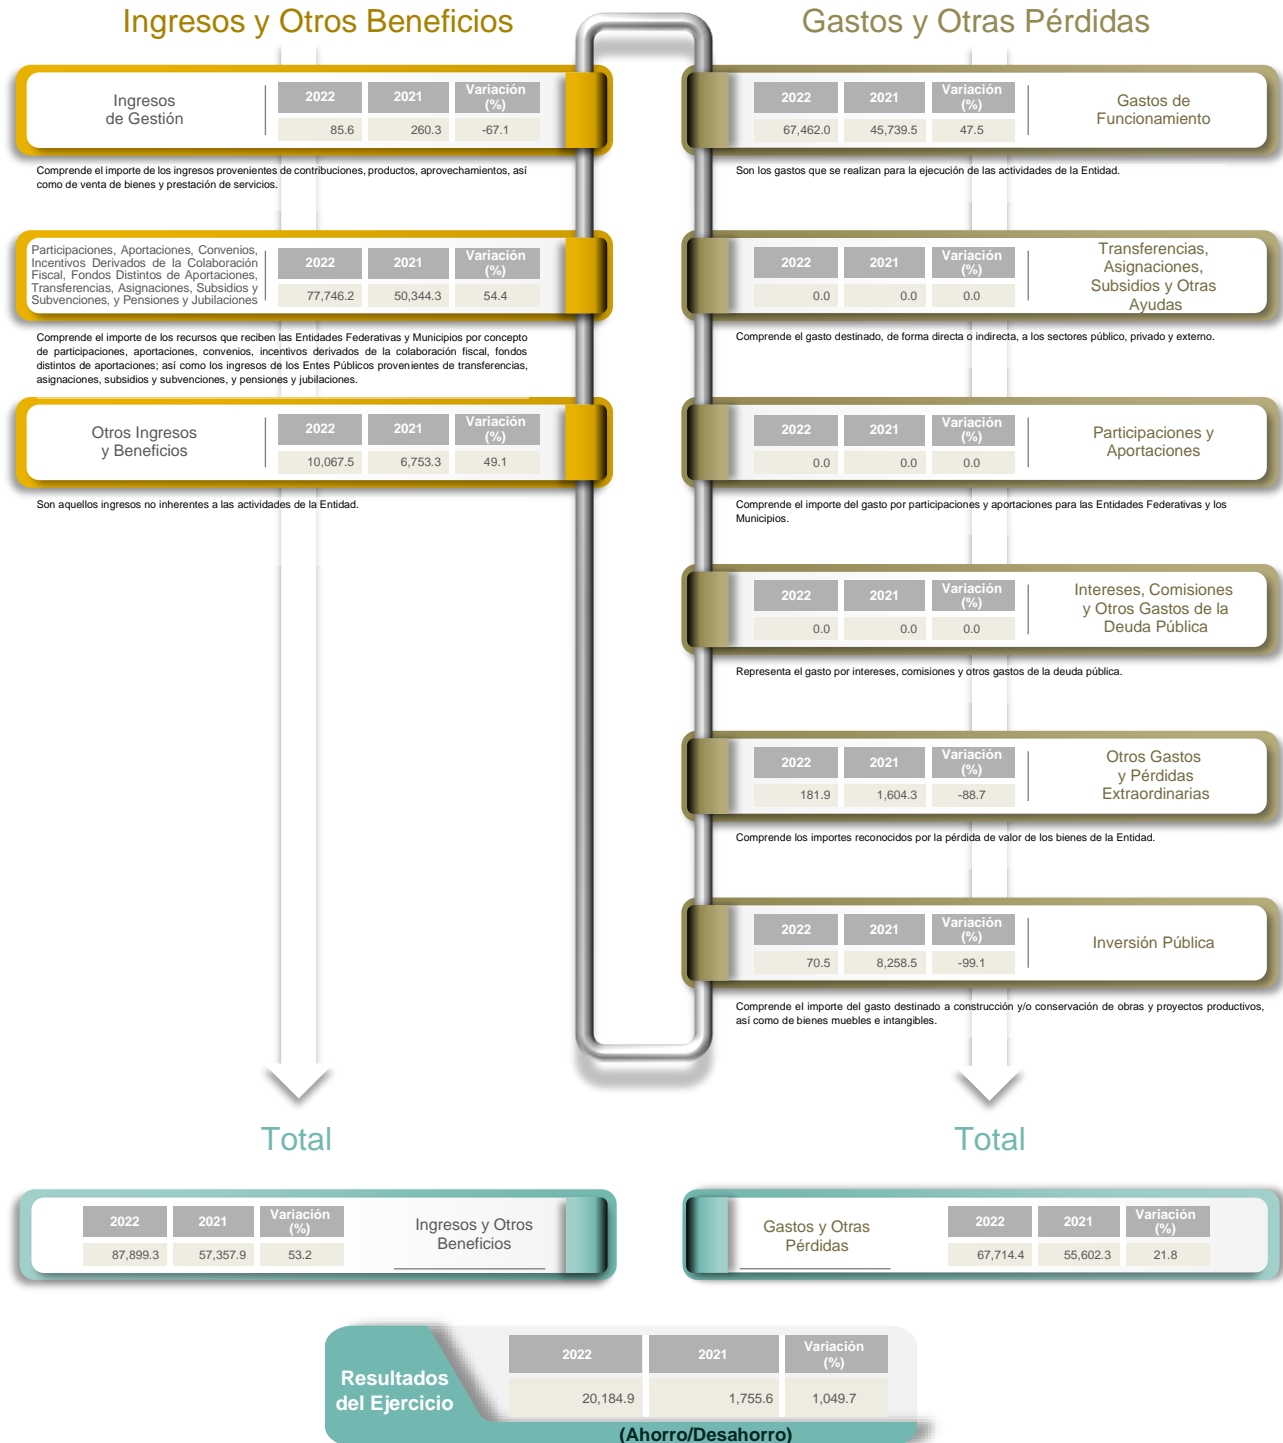 Ingresos y Otros Beneficios
Ingresos
de Gestión
2022 2021 Variación
(%)
85.6 260.3 -67.1
Comprende el importe de los ingresos provenientes de contribuciones, productos, aprovechamientos, así
como de venta de bienes y prestación de servicios.
Participaciones, Aportaciones, Convenios,
Incentivos Derivados de la Colaboración
Fiscal, Fondos Distintos de Aportaciones,
Transferencias, Asignaciones, Subsidios y
Subvenciones, y Pensiones y Jubilaciones
2022 2021 Variación
(%)
77,746.2 50,344.3 54.4
Comprende el importe de los recursos que reciben las Entidades Federativas y Municipios por concepto
de participaciones, aportaciones, convenios, incentivos derivados de la colaboración fiscal, fondos
distintos de aportaciones; así como los ingresos de los Entes Públicos provenientes de transferencias,
asignaciones, subsidios y subvenciones, y pensiones y jubilaciones.
Otros Ingresos
y Beneficios
2022 2021 Variación
(%)
10,067.5 6,753.3 49.1
Son aquellos ingresos no inherentes a las actividades de la Entidad.
Gastos y Otras Pérdidas
2022 2021 Variación
(%)
67,462.0 45,739.5 47.5
Gastos de
Funcionamiento
Son los gastos que se realizan para la ejecución de las actividades de la Entidad.
2022 2021 Variación
(%)
0.0 0.0 0.0
Transferencias,
Asignaciones,
Subsidios y Otras
Ayudas
Comprende el gasto destinado, de forma directa o indirecta, a los sectores público, privado y externo.
2022 2021 Variación
(%)
0.0 0.0 0.0
Participaciones y
Aportaciones
Comprende el importe del gasto por participaciones y aportaciones para las Entidades Federativas y los
Municipios.
2022 2021 Variación
(%)
0.0 0.0 0.0
Intereses, Comisiones
y Otros Gastos de la
Deuda Pública
Representa el gasto por intereses, comisiones y otros gastos de la deuda pública.
2022 2021 Variación
(%)
181.9 1,604.3 -88.7
Otros Gastos
y Pérdidas
Extraordinarias
Comprende los importes reconocidos por la pérdida de valor de los bienes de la Entidad.
2022 2021 Variación
(%)
70.5 8,258.5 -99.1
Inversión Pública
Comprende el importe del gasto destinado a construcción y/o conservación de obras y proyectos productivos,
así como de bienes muebles e intangibles.
Total
2022 2021 Variación
(%)
87,899.3 57,357.9 53.2
Ingresos y Otros
Beneficios
Total
Gastos y Otras
Pérdidas
2022 2021 Variación
(%)
67,714.4 55,602.3 21.8
Resultados
del Ejercicio
2022 2021 Variación
(%)
20,184.9 1,755.6 1,049.7
(Ahorro/Desahorro)